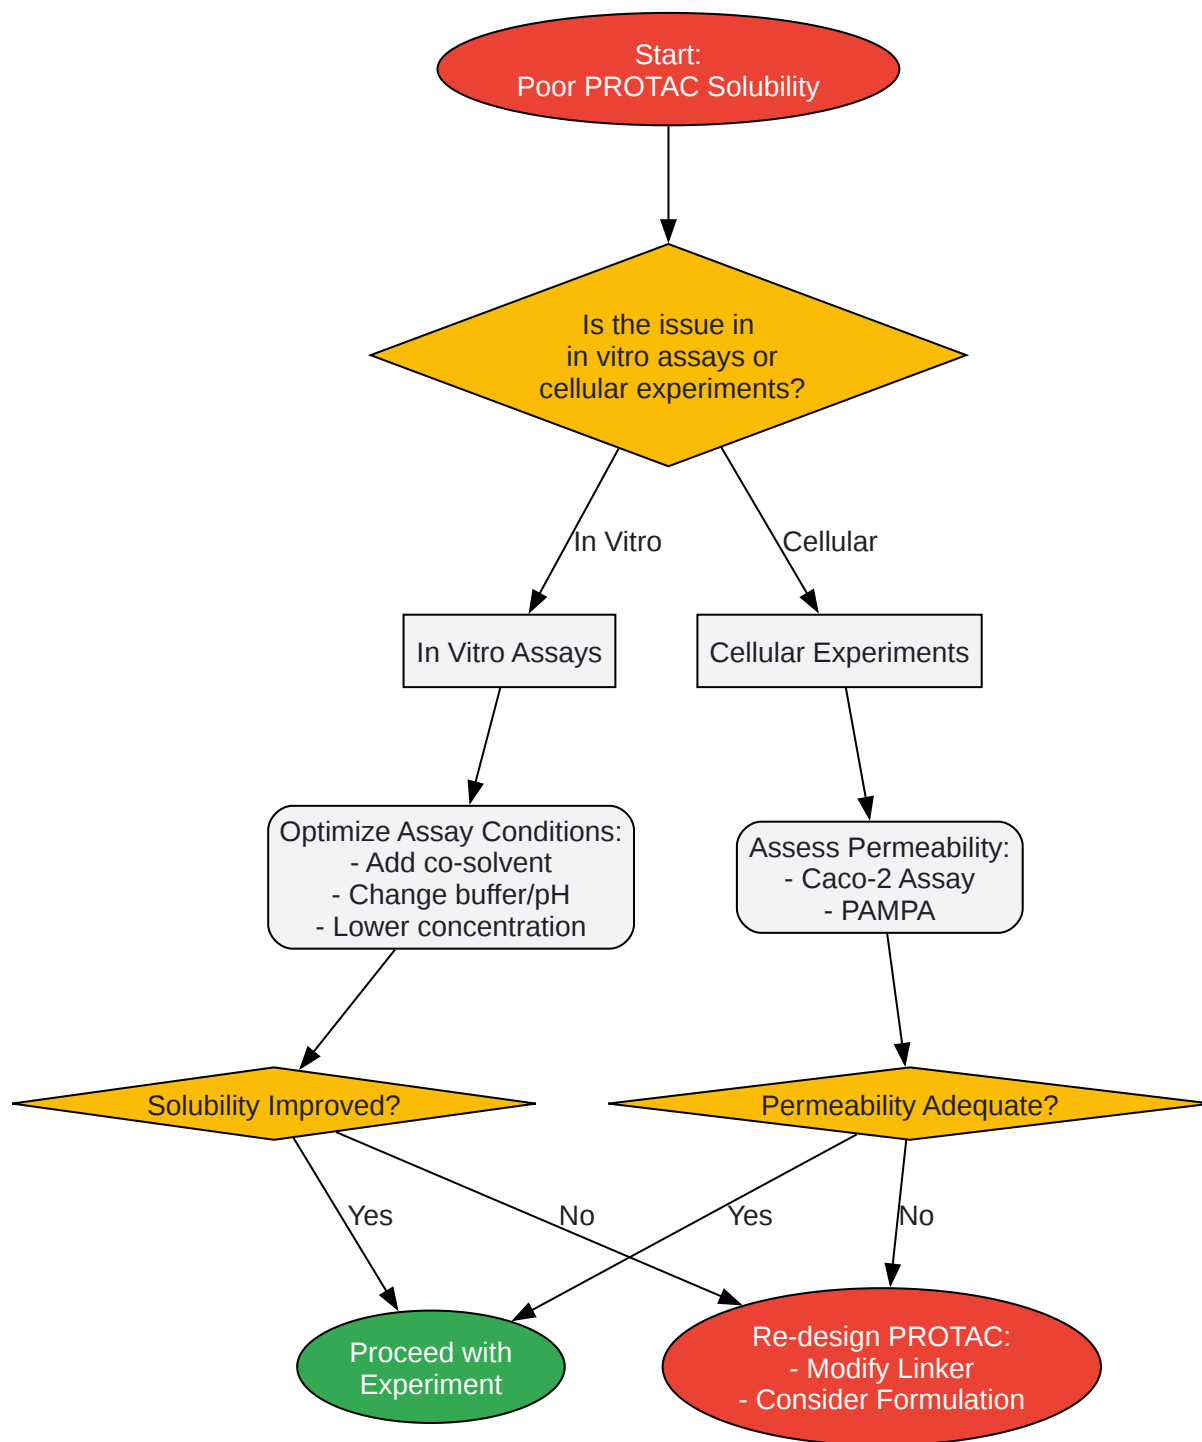 Start:
Poor PROTAC Solubility
Is the issue in
in vitro assays or
cellular experiments?
In Vitro
Cellular
In Vitro Assays
Cellular Experiments
Optimize Assay Conditions:
- Add co-solvent
- Change buffer/pH
- Lower concentration
Assess Permeability:
- Caco-2 Assay
- PAMPA
Solubility Improved?
Permeability Adequate?
Yes
No
Yes
No
Proceed with
Experiment
Re-design PROTAC:
- Modify Linker
- Consider Formulation